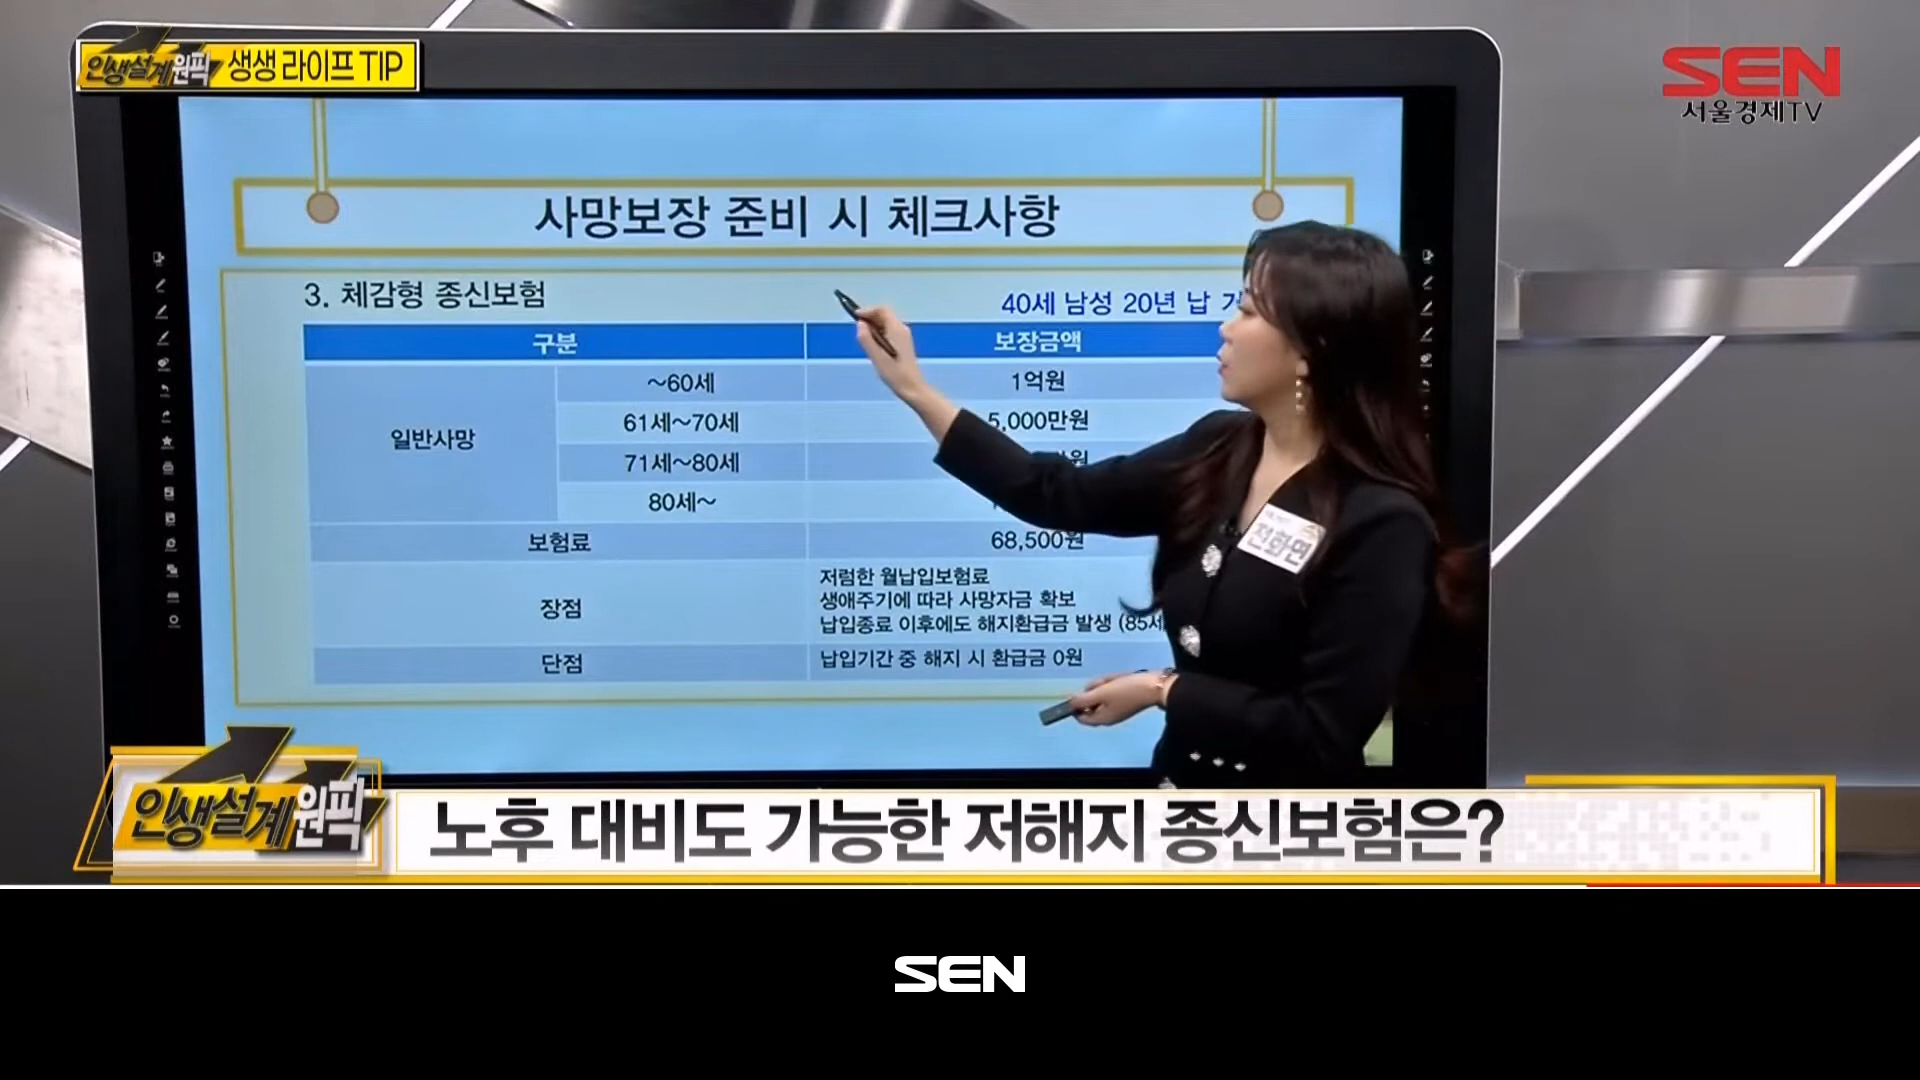 인생설계원픽 생생 라이프 TIP
SEN
서울경제TV
사망보장 준비 시 체크사항
3. 체감형 종신보험
40세 남성 20년 납
구분
보장금액
일반사망
~60세
1억원
61세~70세
5,000만원
71세~80세
80세~
보험료
68,500원
장점
저렴한 월납입보험료
생애주기에 따라 사망자금 확보
납입종료 이후에도 해지환급금 발생 (85세
단점
납입기간 중 해지 시 환급금 0원
전화연
인생설계원픽
노후 대비도 가능한 저해지 종신보험은?
SEN